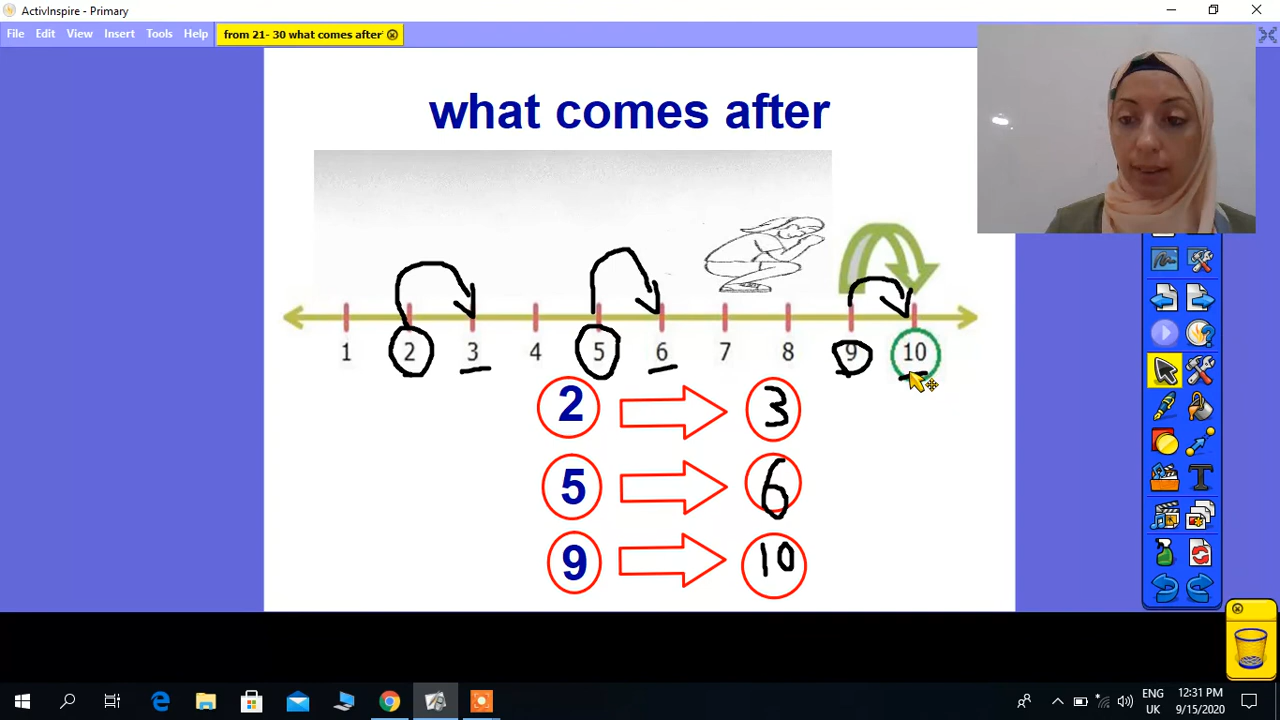 ActivInspire - Primary
File Edit View Insert Tools Help
from 21- 30 what comes after'
what comes after
1 2 3 4 5 6 7 8 9 10
2 3
5 6
9 10
T
ENG 12:31 PM
UK 9/15/2020